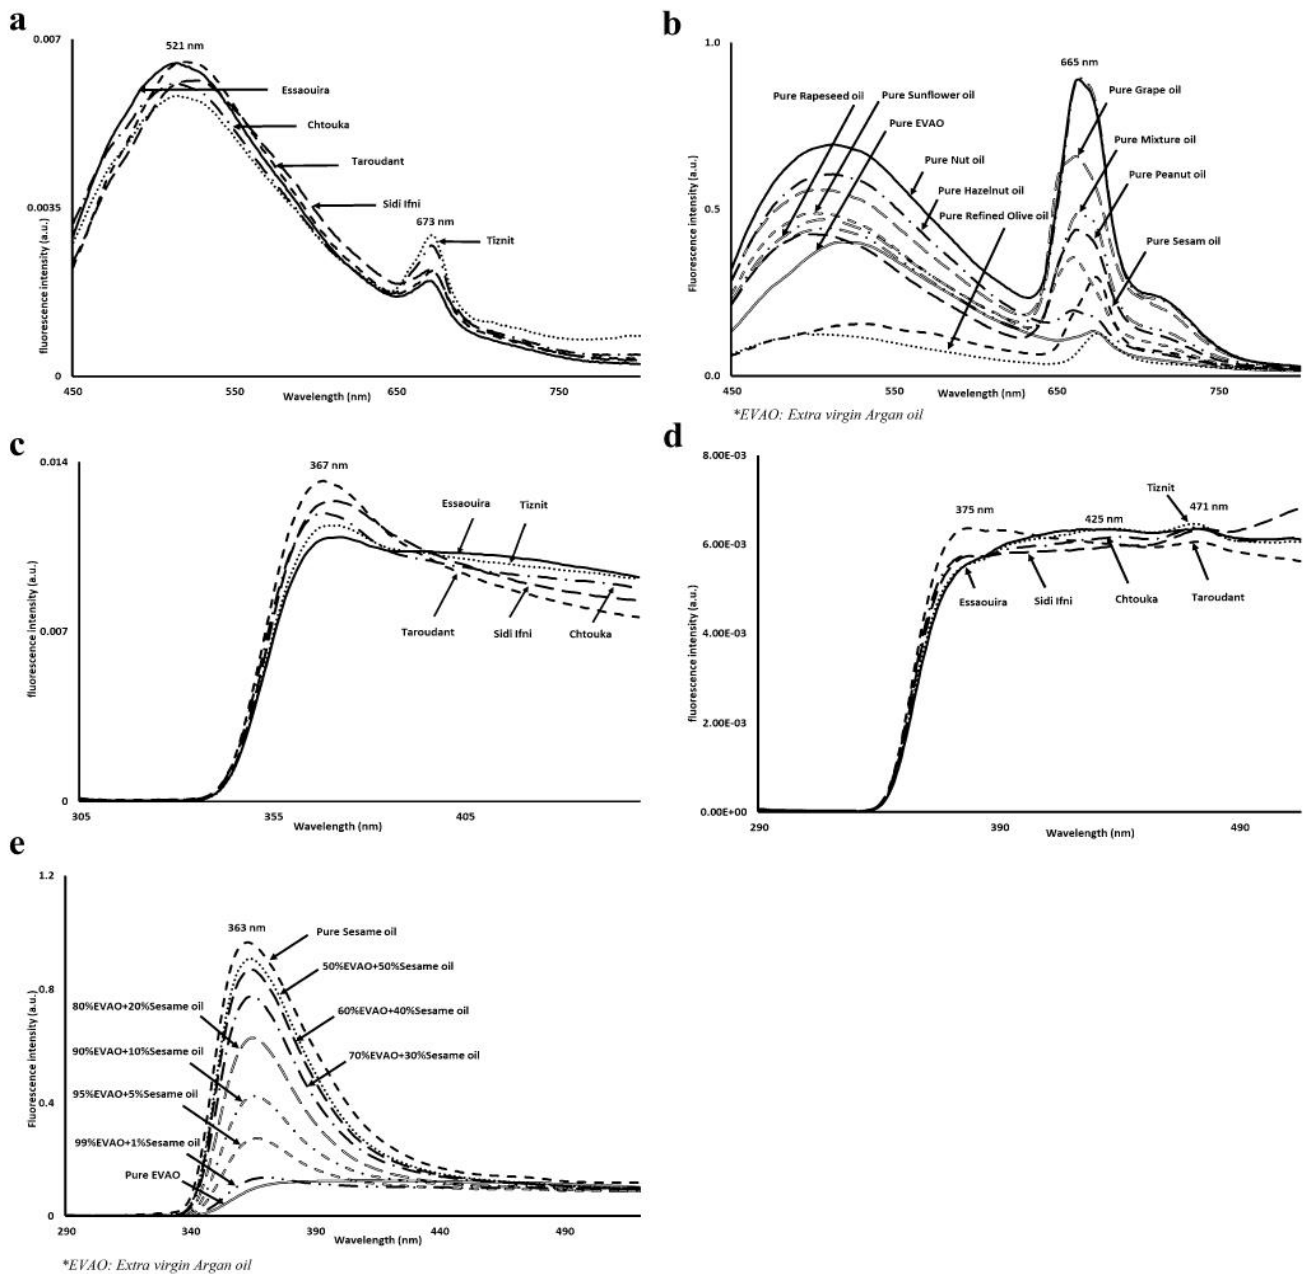 a
0.007
521 nm
Essaouira
Chtouka
Taroudant
0.0035
Sidi Ifni
673 nm
Tiznit
fluorescence intensity (a.u.)
0
450
550
650
750
Wavelength (nm)
b
1.0
665 nm
Pure Rapeseed oil
Pure Sunflower oil
Pure Grape oil
Pure EVAO
Pure Mixture oil
Pure Nut oil
Pure Peanut oil
Pure Hazelnut oil
0.5
Pure Refined Olive oil
Pure Sesam oil
Fluorescence intensity (a.u.)
0.0
450
550
650
750
Wavelength (nm)
*EVAO: Extra virgin Argan oil
c
0.014
367 nm
Essaouira
Tiznit
0.007
Taroudant
Sidi Ifni
Chtouka
fluorescence intensity (a.u.)
0
305
355
405
Wavelength (nm)
d
8.00E-03
Tiznit
375 nm
425 nm
471 nm
6.00E-03
Essaouira
Sidi Ifni
Chtouka
Taroudant
4.00E-03
fluorescence intensity (a.u.)
2.00E-03
0.00E+00
290
390
490
Wavelength (nm)
e
1.2
363 nm
Pure Sesame oil
50%EVAO+50%Sesame oil
0.8
80%EVAO+20%Sesame oil
60%EVAO+40%Sesame oil
90%EVAO+10%Sesame oil
70%EVAO+30%Sesame oil
95%EVAO+5%Sesame oil
0.4
99%EVAO+1%Sesame oil
Pure EVAO
Fluorescence intensity (a.u.)
0
290
340
390
440
490
Wavelength (nm)
*EVAO: Extra virgin Argan oil